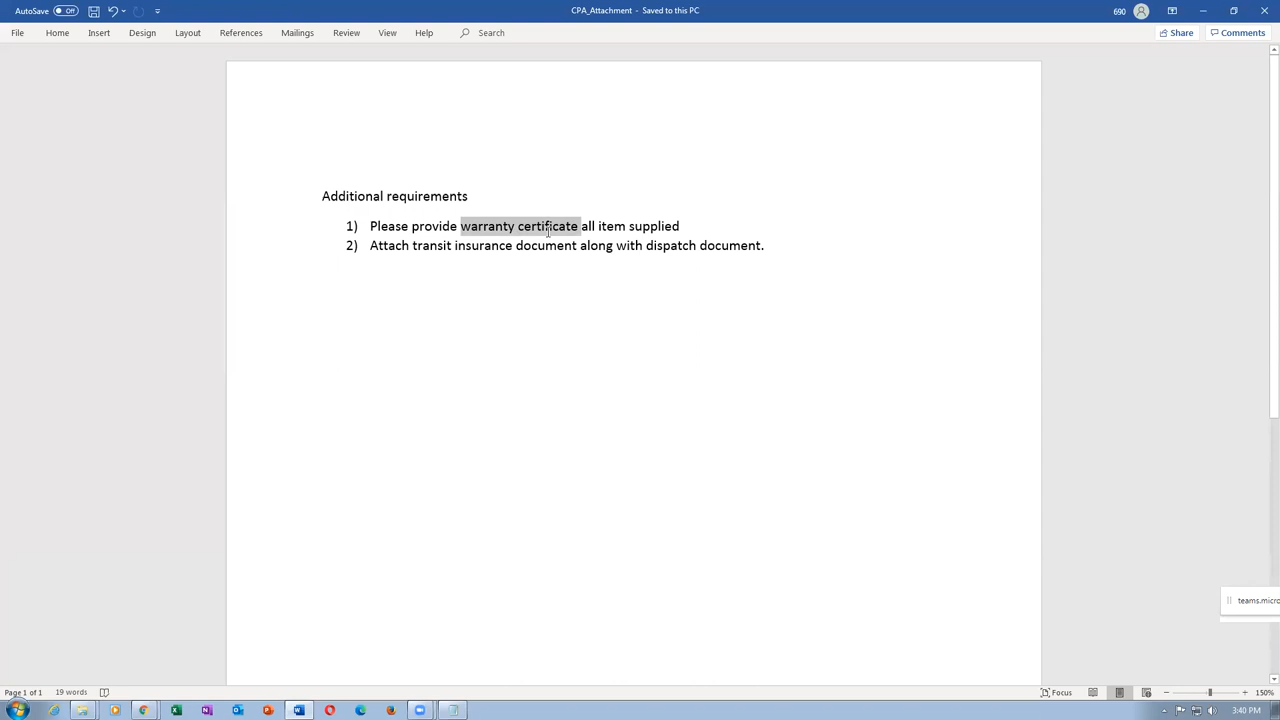 AutoSave Off CPA_Attachment - Saved to this PC 690
File Home Insert Design Layout References Mailings Review View Help Search Share Comments
Additional requirements
1) Please provide warranty certificate all item supplied
2) Attach transit insurance document along with dispatch document.
teams.micro
Page 1 of 1 19 words Focus 150%
3:40 PM